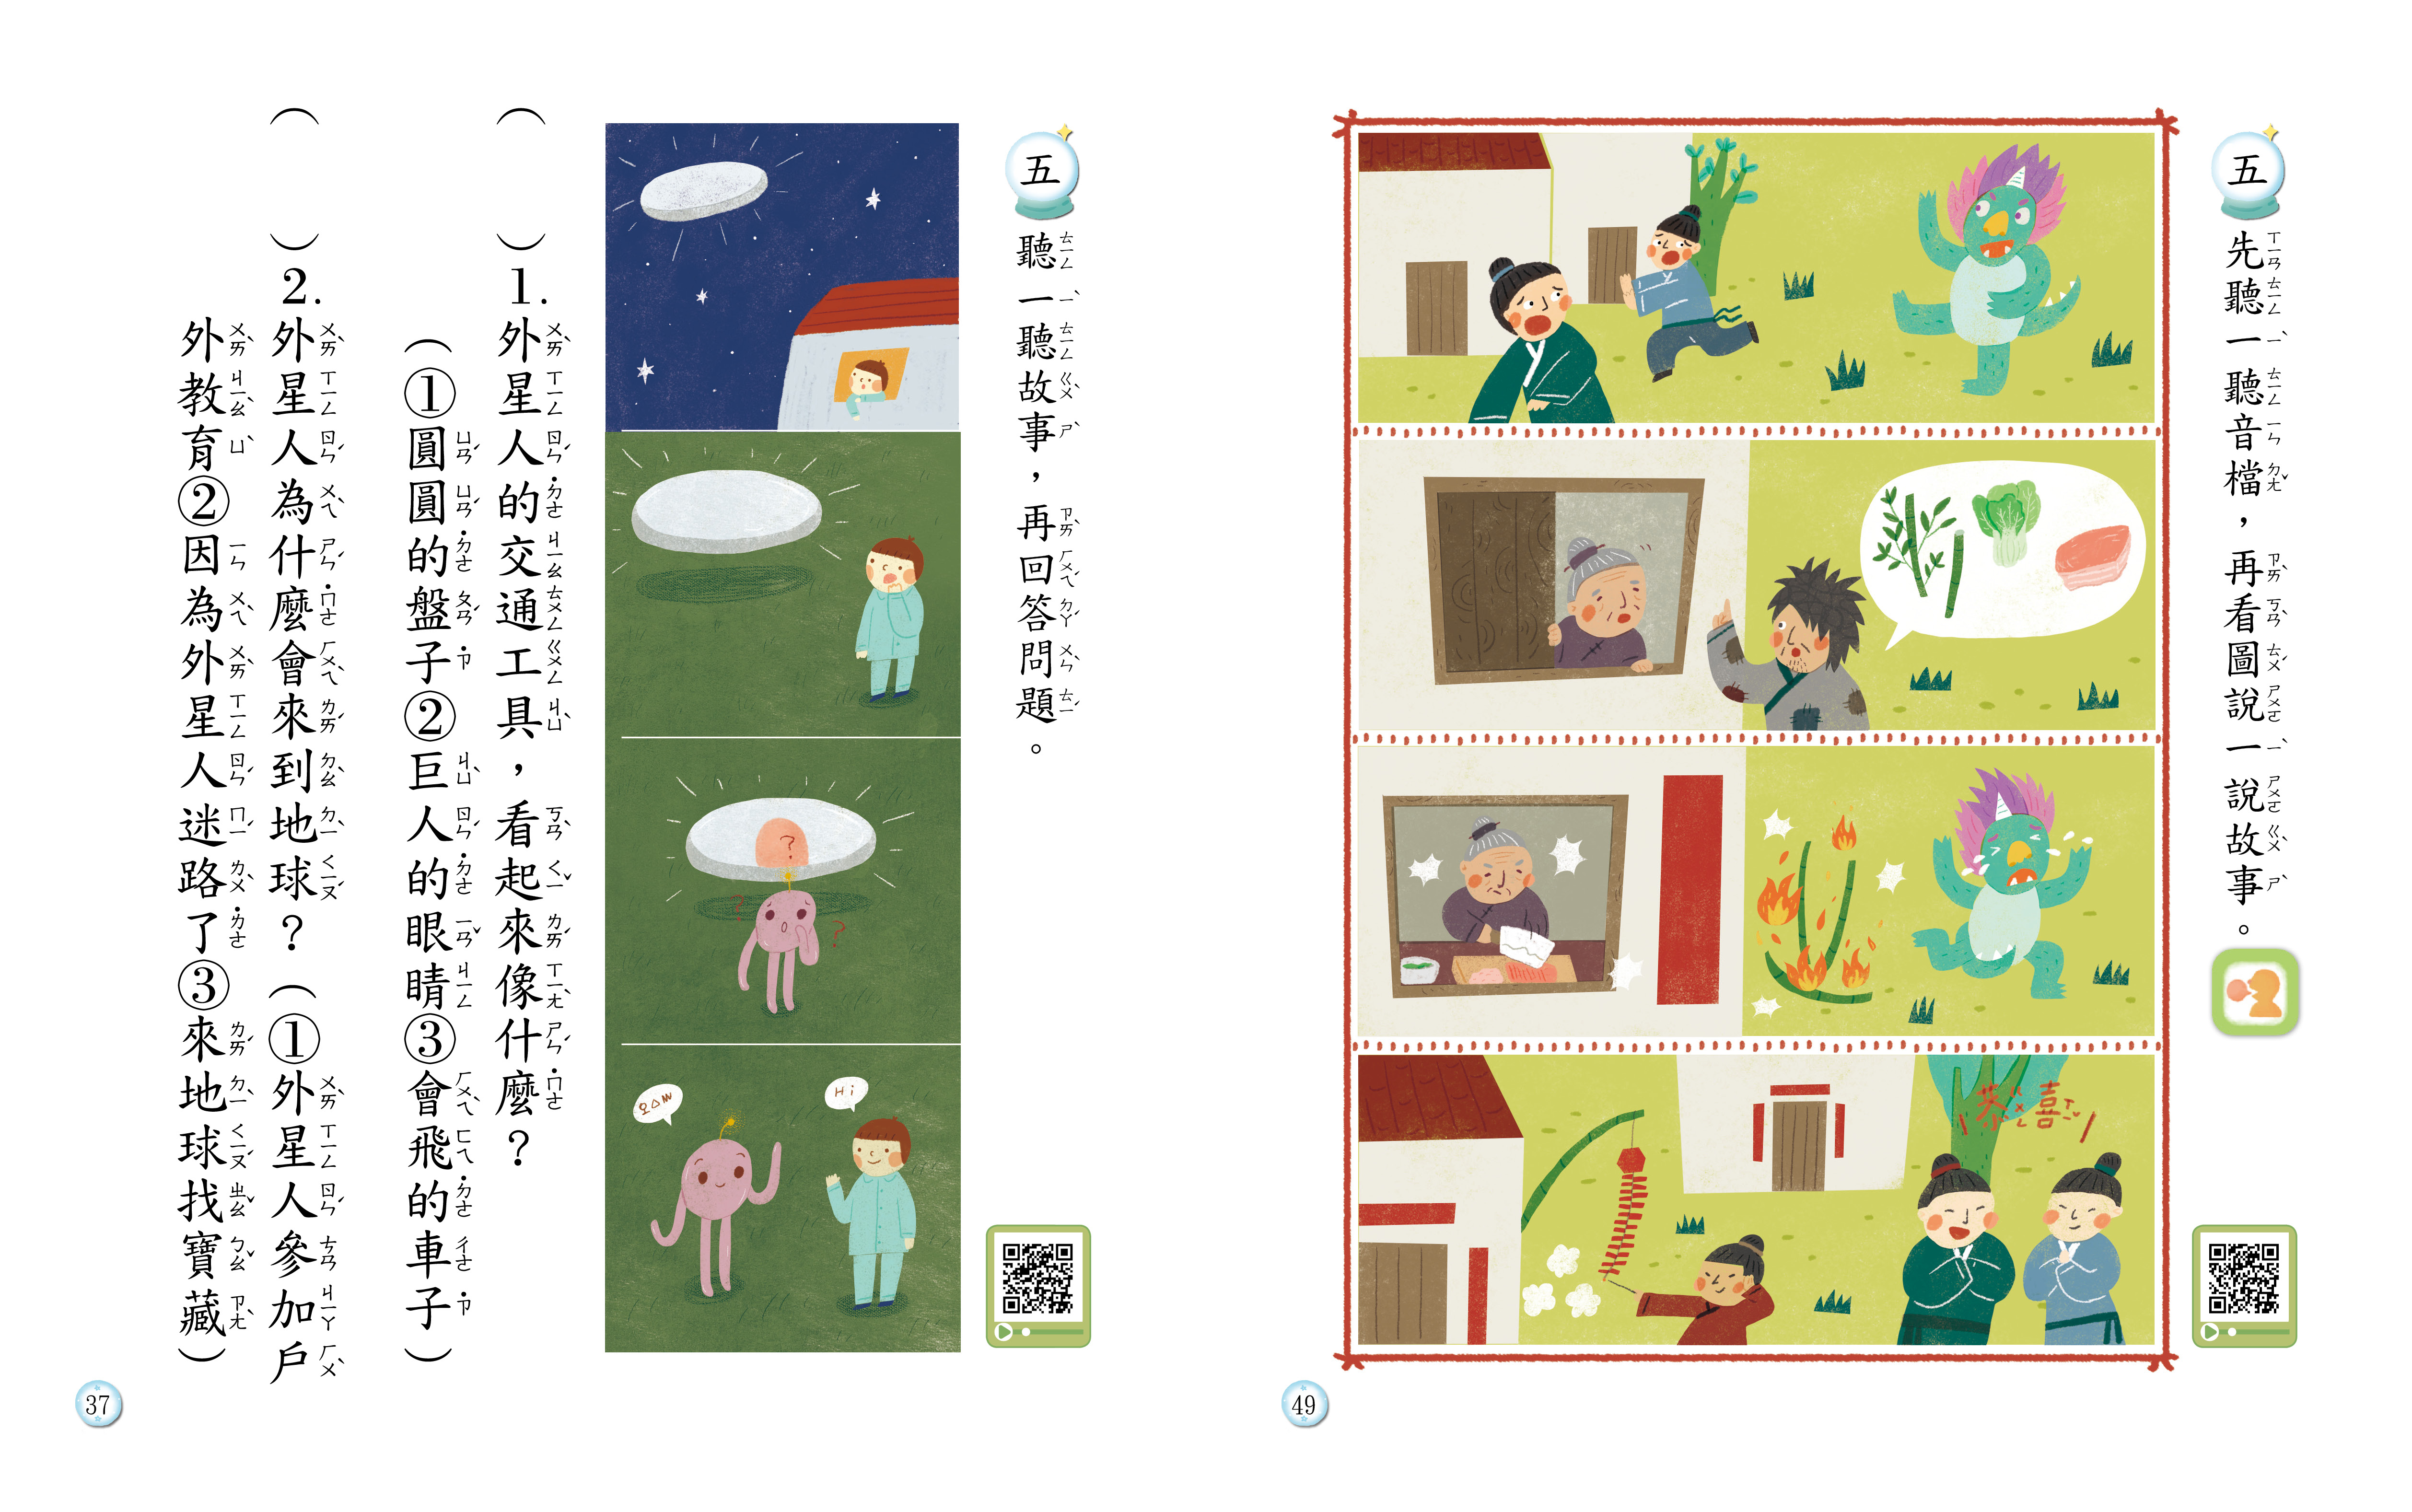 五
先聽一聽音檔，再看圖說一說故事。
恭喜
49
五
聽一聽故事，再回答問題。
Hi
（　　）1.外星人的交通工具，看起來像什麼？
（①圓圓的盤子②巨人的眼睛③會飛的車子）
（　　）2.外星人為什麼會來到地球？（①外星人參加戶
外教育②因為外星人迷路了③來地球找寶藏）
37